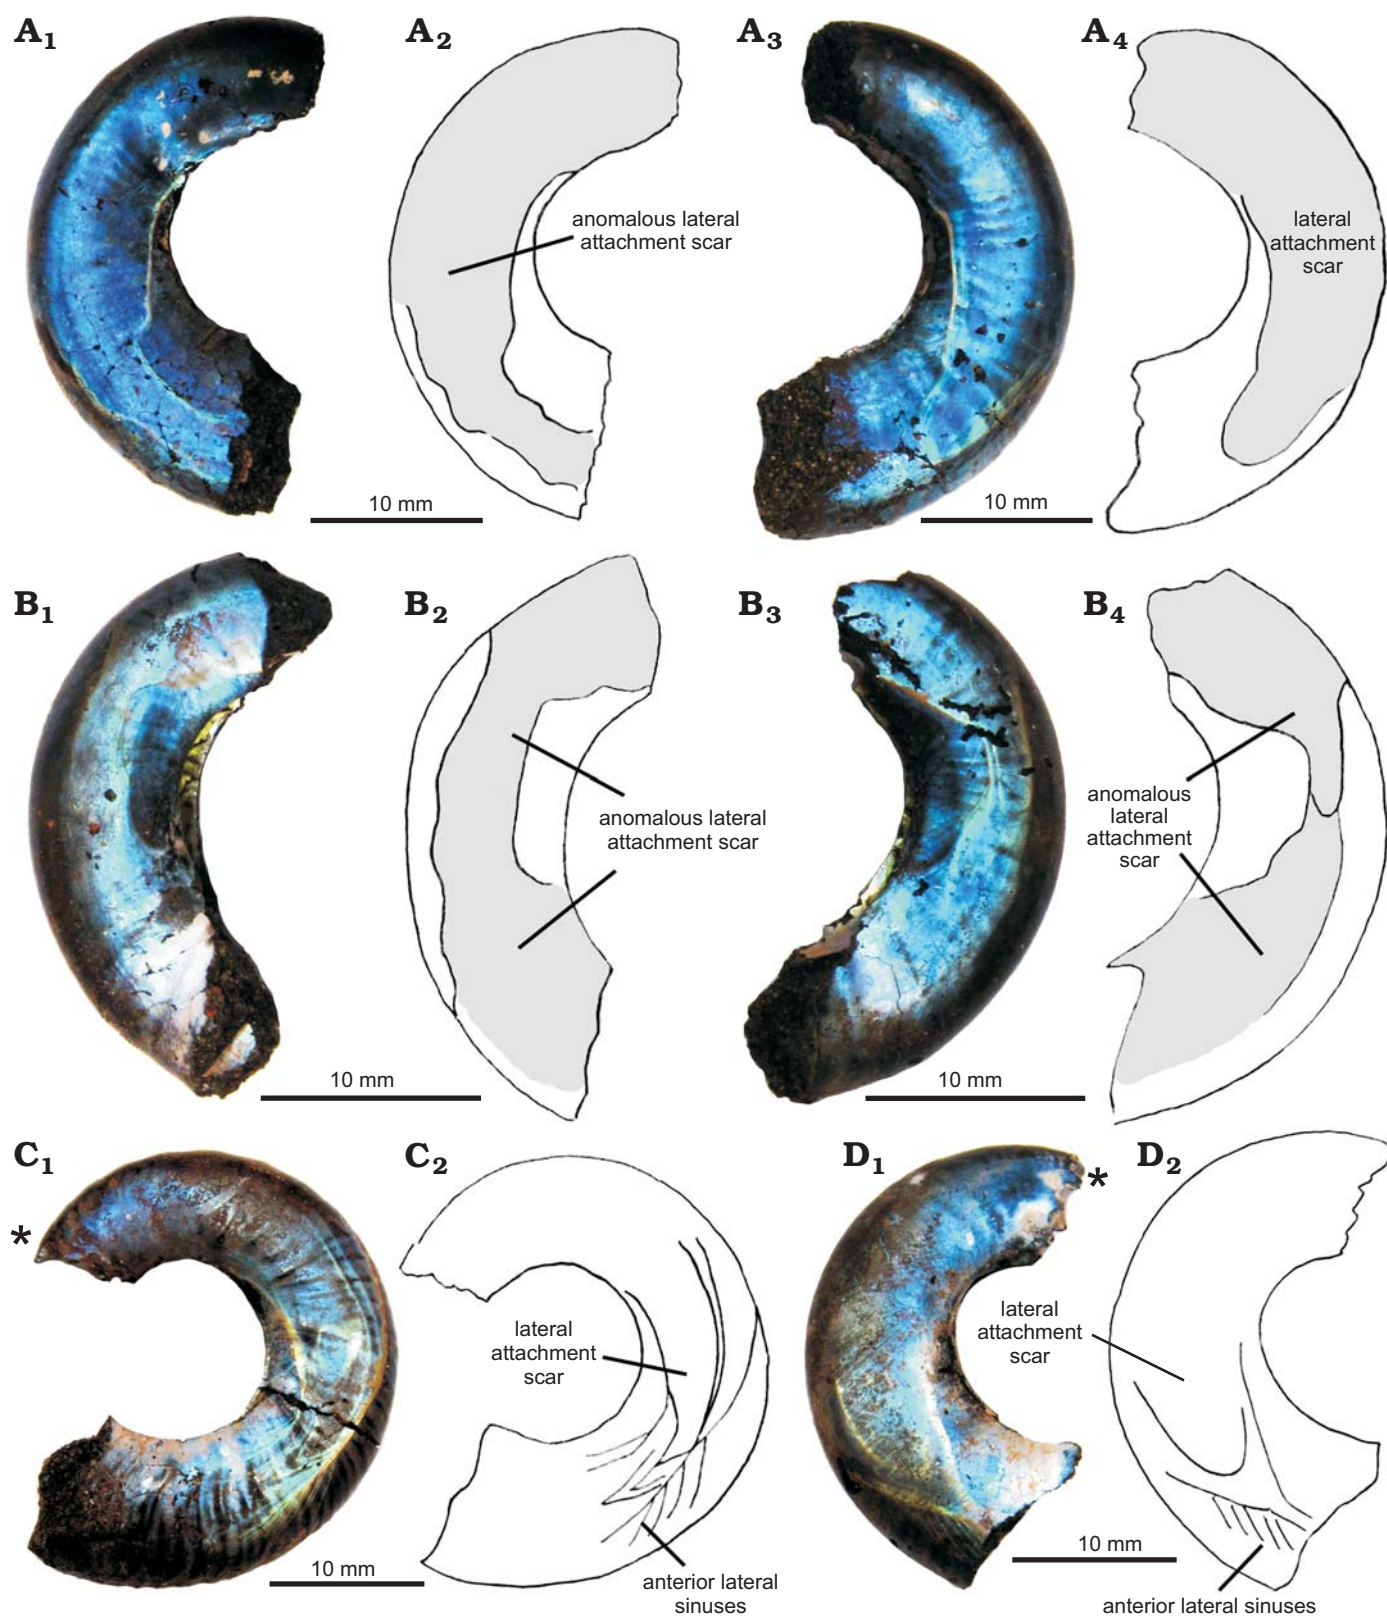 A1
A2
A3
A4
anomalous lateral
attachment scar
lateral
attachment
scar
10 mm
10 mm
B1
B2
B3
B4
anomalous lateral
attachment scar
anomalous
lateral
attachment
scar
10 mm
10 mm
C1
C2
D1
D2
*
*
lateral
attachment
scar
lateral
attachment
scar
10 mm
10 mm
anterior lateral
sinuses
anterior lateral sinuses